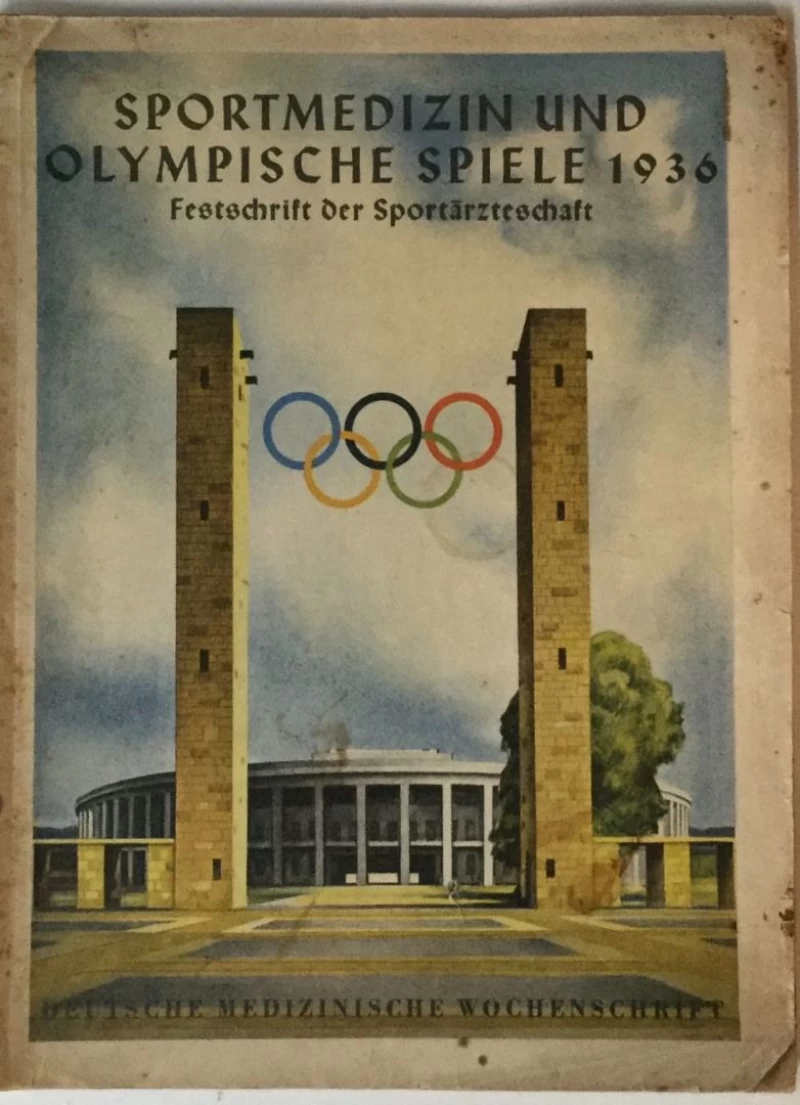 SPORTMEDIZIN UND
OLYMPISCHE SPIELE 1936
Festschrift der Sportärzteschaft
DEUTSCHE MEDIZINISCHE WOCHENSCHRIFT